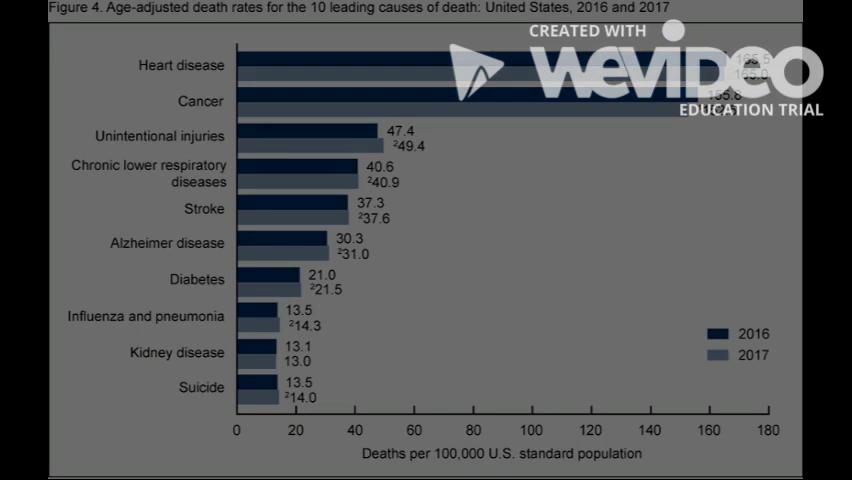 Figure 4. Age-adjusted death rates for the 10 leading causes of death: United States, 2016 and 2017
CREATED WITH
WEVIDEO
EDUCATION TRIAL
Heart disease
165.5
165.0
Cancer
155.8
Unintentional injuries
47.4
²49.4
Chronic lower respiratory
diseases
40.6
²40.9
Stroke
37.3
²37.6
Alzheimer disease
30.3
²31.0
Diabetes
21.0
²21.5
Influenza and pneumonia
13.5
²14.3
Kidney disease
13.1
13.0
Suicide
13.5
²14.0
2016
2017
0 20 40 60 80 100 120 140 160 180
Deaths per 100,000 U.S. standard population